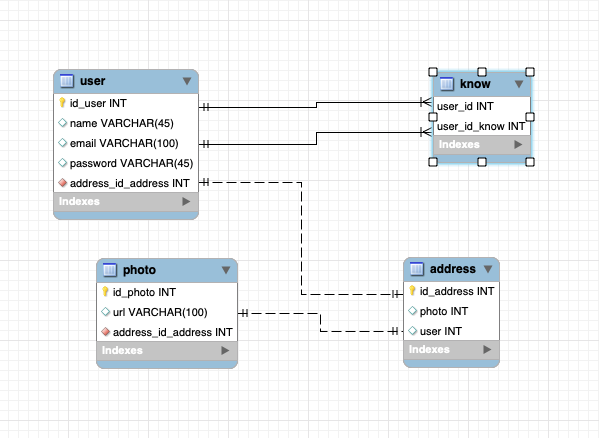 user
id_user INT
name VARCHAR(45)
email VARCHAR(100)
password VARCHAR(45)
address_id_address INT
Indexes
know
user_id INT
user_id_know INT
Indexes
photo
id_photo INT
url VARCHAR(100)
address_id_address INT
Indexes
address
id_address INT
photo INT
user INT
Indexes